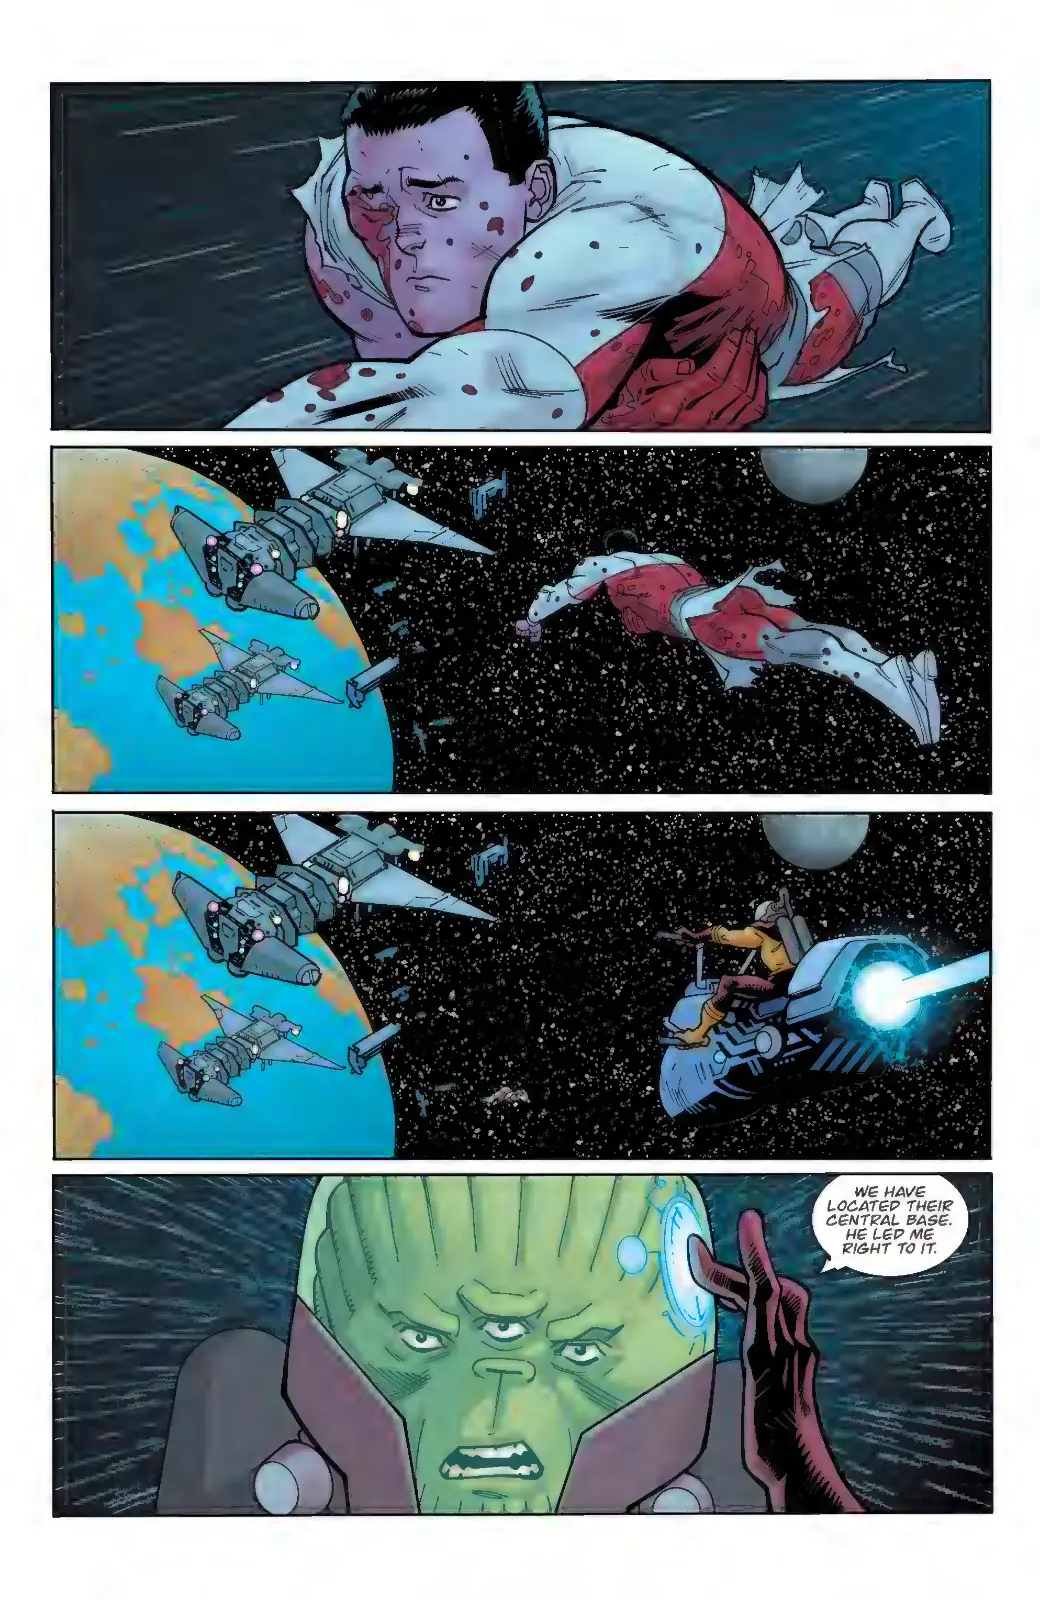 WE HAVE
LOCATED THEIR
CENTRAL BASE.
HE LED ME
RIGHT TO IT.